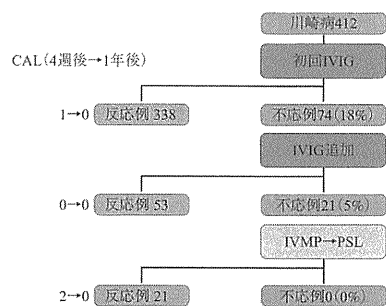 川崎病412
CAL(4週後→1年後)
初回IVIG
1→0 反応例 338 不応例74(18%)
IVIG追加
0→0 反応例 53 不応例21(5%)
IVMP→PSL
2→0 反応例 21 不応例0(0%)